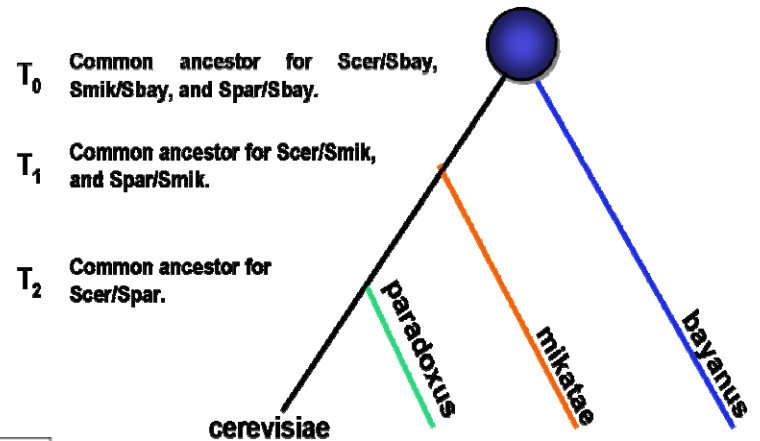 T0 Common ancestor for Scer/Sbay,
Smik/Sbay, and Spar/Sbay.
T1 Common ancestor for Scer/Smik,
and Spar/Smik.
T2 Common ancestor for
Scer/Spar.
paradoxus
mikatae
bayanus
cerevisiae